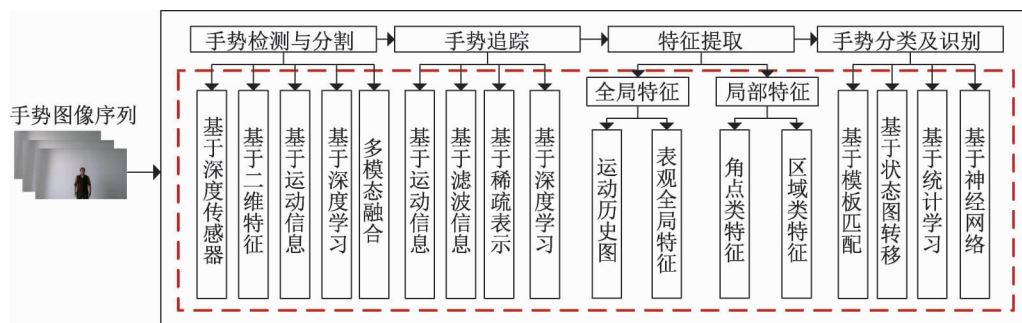 手势图像序列
手势检测与分割
手势追踪
特征提取
手势分类及识别
基于深度传感器
基于二维特征
基于运动信息
基于深度学习
多模态融合
基于运动信息
基于滤波信息
基于稀疏表示
基于深度学习
全局特征
局部特征
运动历史图
表观全局特征
角点类特征
区域类特征
基于模板匹配
基于状态图转移
基于统计学习
基于神经网络